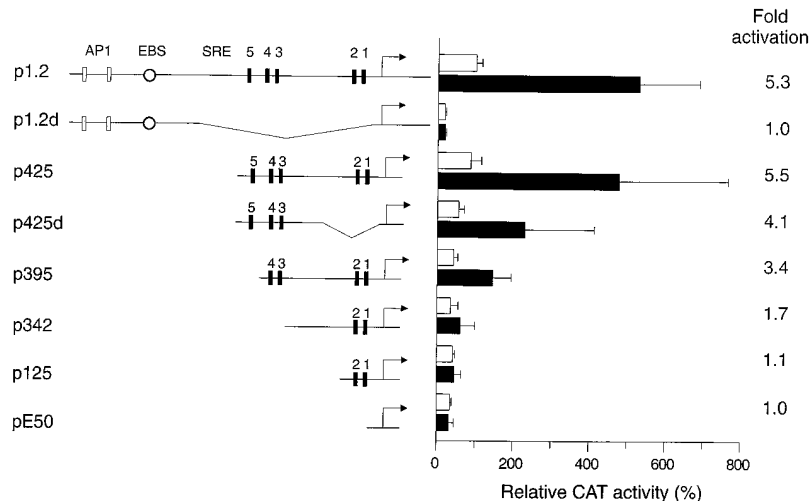 Fold
activation
AP1 EBS SRE 5 4 3 2 1
p1.2 5.3
p1.2d 1.0
5 4 3 2 1
p425 5.5
5 4 3
p425d 4.1
4 3 2 1
p395 3.4
2 1
p342 1.7
2 1
p125 1.1
pE50 1.0
0 200 400 600 800
Relative CAT activity (%)